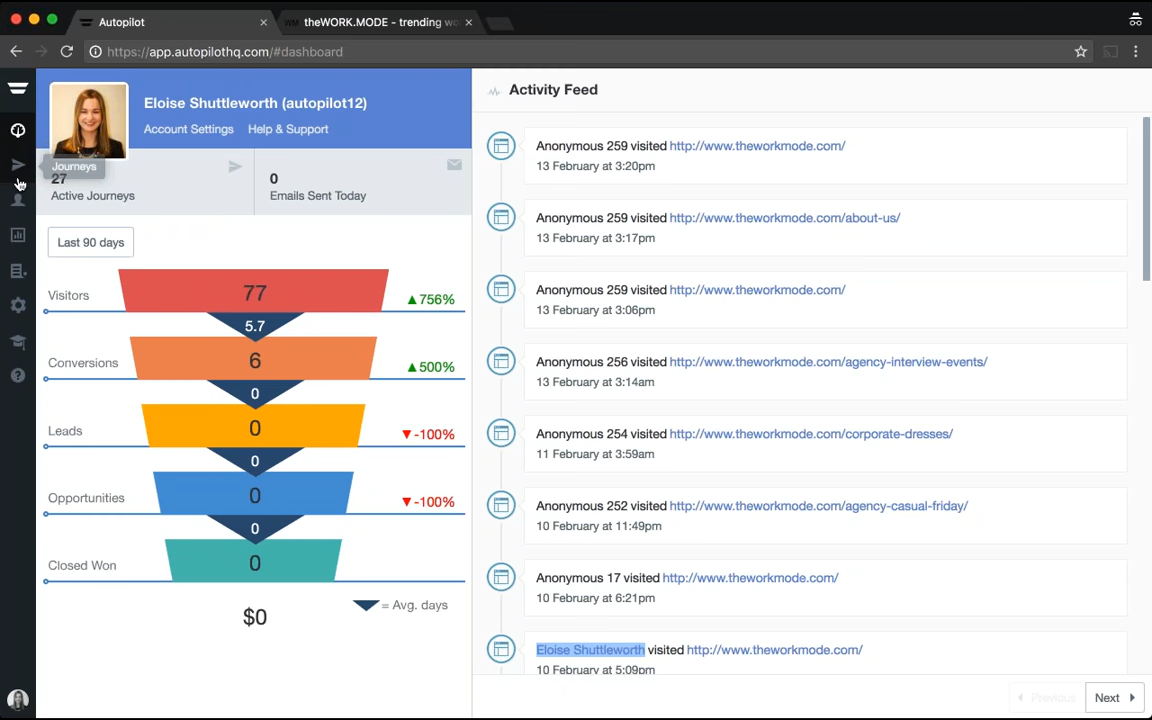 Autopilot
theWORK.MODE - trending wo
https://app.autopilothq.com/#dashboard
Eloise Shuttleworth (autopilot12)
Account Settings Help & Support
Journeys
27
Active Journeys
0
Emails Sent Today
Last 90 days
Visitors 77 ▲756%
5.7
Conversions 6 ▲500%
0
Leads 0 ▼-100%
0
Opportunities 0 ▼-100%
0
Closed Won 0
$0
= Avg. days
Activity Feed
Anonymous 259 visited http://www.theworkmode.com/
13 February at 3:20pm
Anonymous 259 visited http://www.theworkmode.com/about-us/
13 February at 3:17pm
Anonymous 259 visited http://www.theworkmode.com/
13 February at 3:06pm
Anonymous 256 visited http://www.theworkmode.com/agency-interview-events/
13 February at 3:14am
Anonymous 254 visited http://www.theworkmode.com/corporate-dresses/
11 February at 3:59am
Anonymous 252 visited http://www.theworkmode.com/agency-casual-friday/
10 February at 11:49pm
Anonymous 17 visited http://www.theworkmode.com/
10 February at 6:21pm
Eloise Shuttleworth visited http://www.theworkmode.com/
10 February at 5:09pm
Previous Next